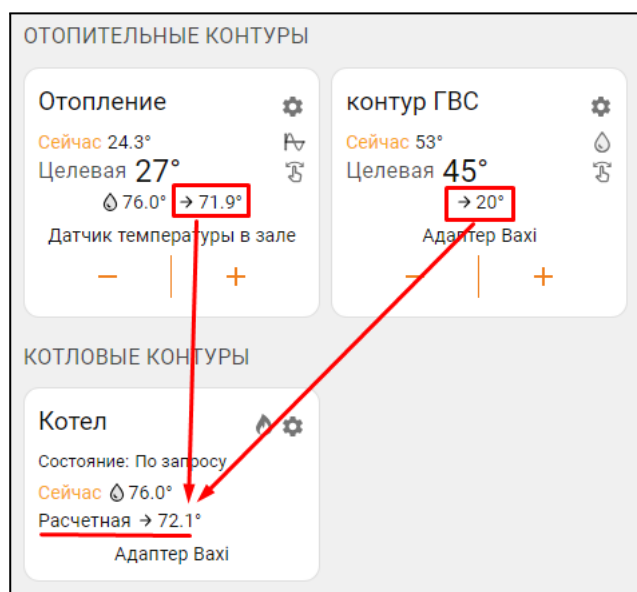 ОТОПИТЕЛЬНЫЕ КОНТУРЫ
Отопление
Сейчас 24.3°
Целевая 27°
76.0° → 71.9°
Датчик температуры в зале
− +
контур ГВС
Сейчас 53°
Целевая 45°
→ 20°
Адаптер Baxi
− +
КОТЛОВЫЕ КОНТУРЫ
Котел
Состояние: По запросу
Сейчас 76.0°
Расчетная → 72.1°
Адаптер Baxi